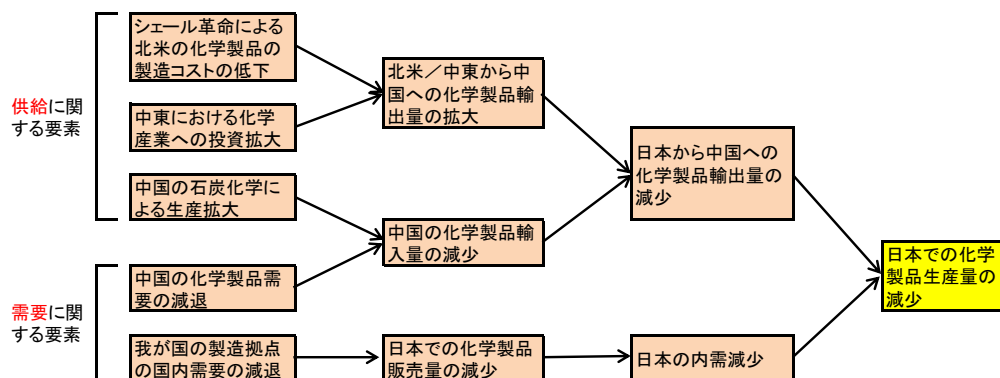 供給に関
する要素
シェール革命による
北米の化学製品の
製造コストの低下
中東における化学
産業への投資拡大
中国の石炭化学に
よる生産拡大
北米／中東から中
国への化学製品輸
出量の拡大
中国の化学製品輸
入量の減少
日本から中国への
化学製品輸出量の
減少
日本での化学
製品生産量の
減少
需要に関
する要素
中国の化学製品需
要の減退
我が国の製造拠点
の国内需要の減退
日本での化学製品
販売量の減少
日本の内需減少